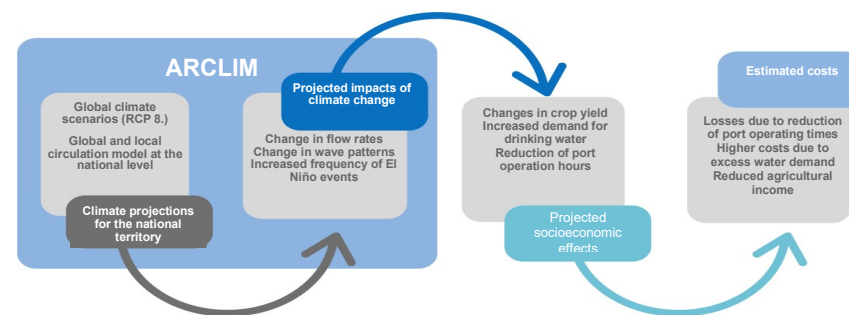 ARCLIM
Global climate
scenarios (RCP 8.)
Global and local
circulation model at the
national level
Climate projections
for the national
territory
Projected impacts of
climate change
Change in flow rates
Change in wave patterns
Increased frequency of El
Niño events
Changes in crop yield
Increased demand for
drinking water
Reduction of port
operation hours
Projected
socioeconomic
effects
Estimated costs
Losses due to reduction
of port operating times
Higher costs due to
excess water demand
Reduced agricultural
income